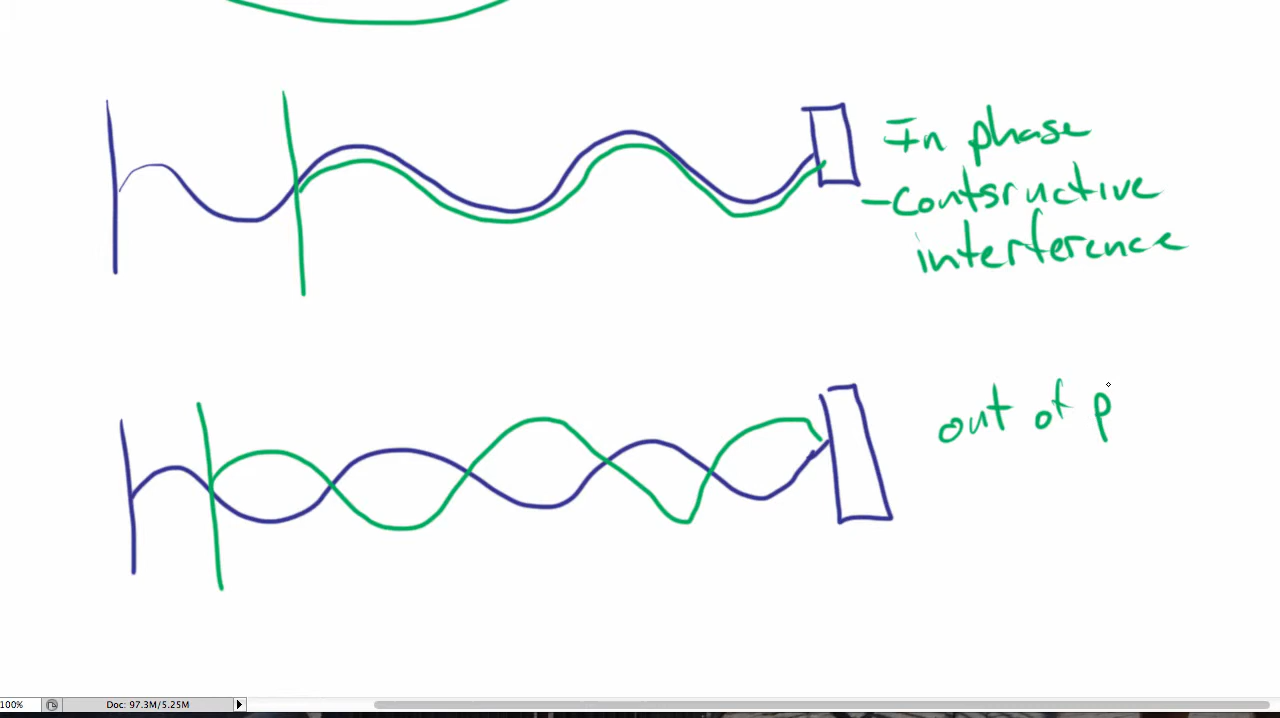 In phase
-Contsructive
interference
out of p
100%
Doc: 97.3M/5.25M